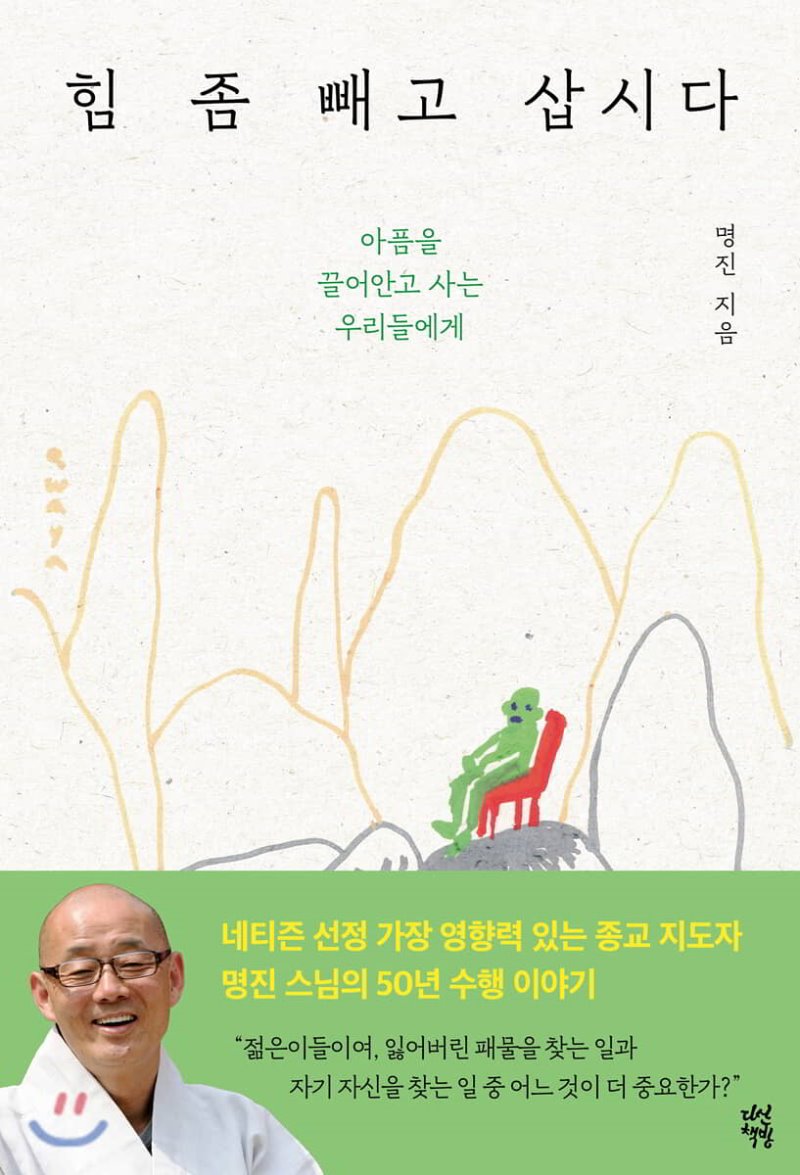 힘 좀 빼고 삽시다
아픔을
끌어안고 사는
우리들에게
명진 지음
네티즌 선정 가장 영향력 있는 종교 지도자
명진 스님의 50년 수행 이야기
“젊은이들이여, 잃어버린 패물을 찾는 일과
자기 자신을 찾는 일 중 어느 것이 더 중요한가?”
다산
책방